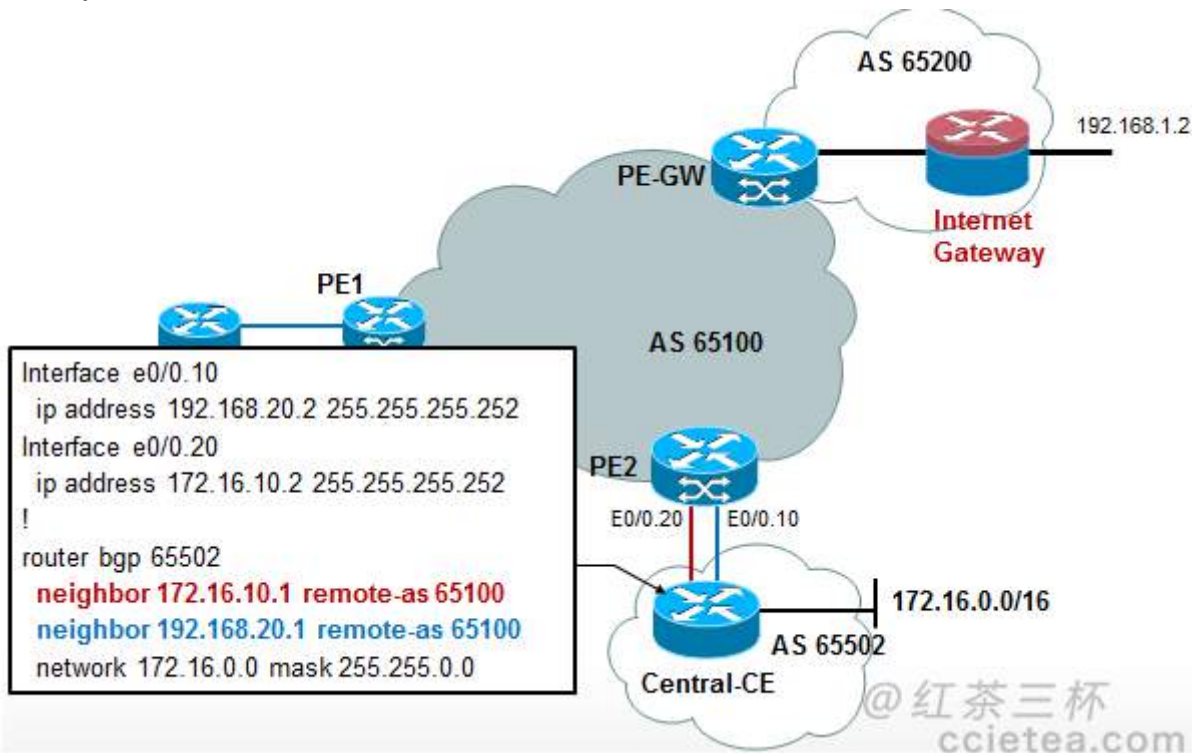 AS 65200
192.168.1.2
PE-GW
Internet
Gateway
PE1
AS 65100
Interface e0/0.10
ip address 192.168.20.2 255.255.255.252
Interface e0/0.20
ip address 172.16.10.2 255.255.255.252
!
router bgp 65502
neighbor 172.16.10.1 remote-as 65100
neighbor 192.168.20.1 remote-as 65100
network 172.16.0.0 mask 255.255.0.0
PE2
E0/0.20
E0/0.10
172.16.0.0/16
AS 65502
Central-CE
@红茶三杯
ccietea.com